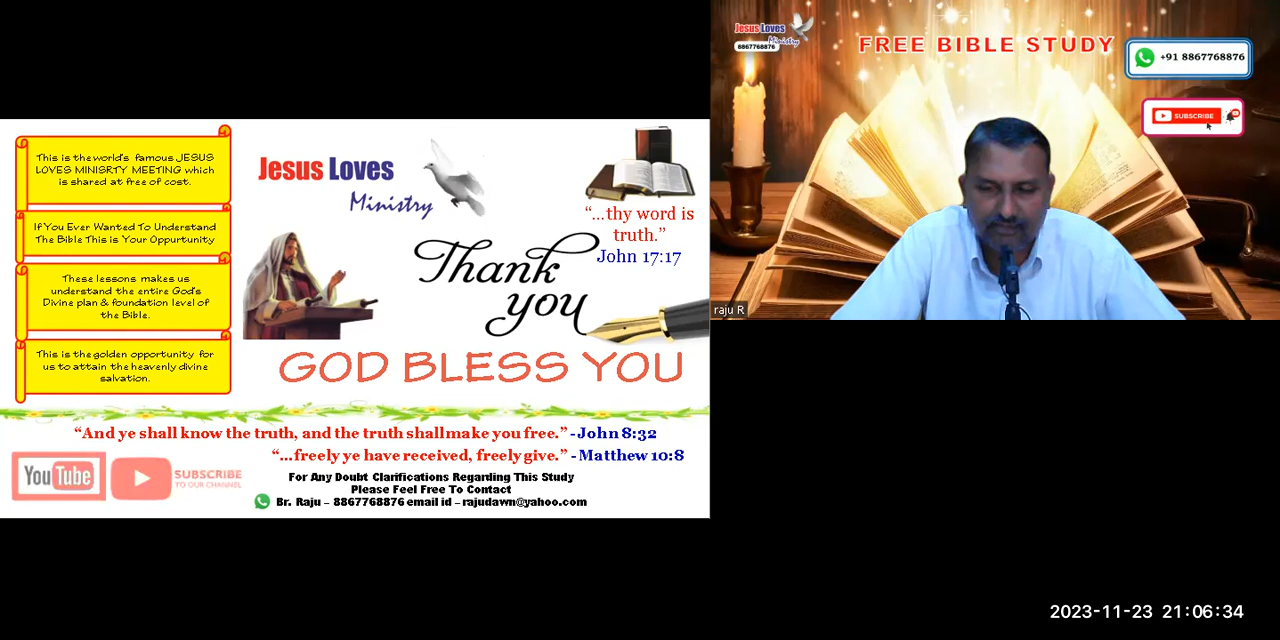 This is the world's famous JESUS
LOVES MINISRTY MEETING which
is shared at free of cost.
If You Ever Wanted To Understand
The Bible This is Your Oppurtunity
These lessons makes us
understand the entire God's
Divine plan & foundation level of
the Bible.
This is the golden opportunity for
us to attain the heavenly divine
salvation.
Jesus Loves
Ministry
"...thy word is
truth."
John 17:17
Thank
you
GOD BLESS YOU
"And ye shall know the truth, and the truth shall make you free." - John 8:32
"...freely ye have received, freely give." - Matthew 10:8
YouTube
SUBSCRIBE
TO OUR CHANNEL
For Any Doubt Clarifications Regarding This Study
Please Feel Free To Contact
Br. Raju – 8867768876 email id – rajudawn@yahoo.com
Jesus Loves
Ministry
8867768876
FREE BIBLE STUDY
+91 8867768876
SUBSCRIBE
raju R
2023-11-23 21:06:34